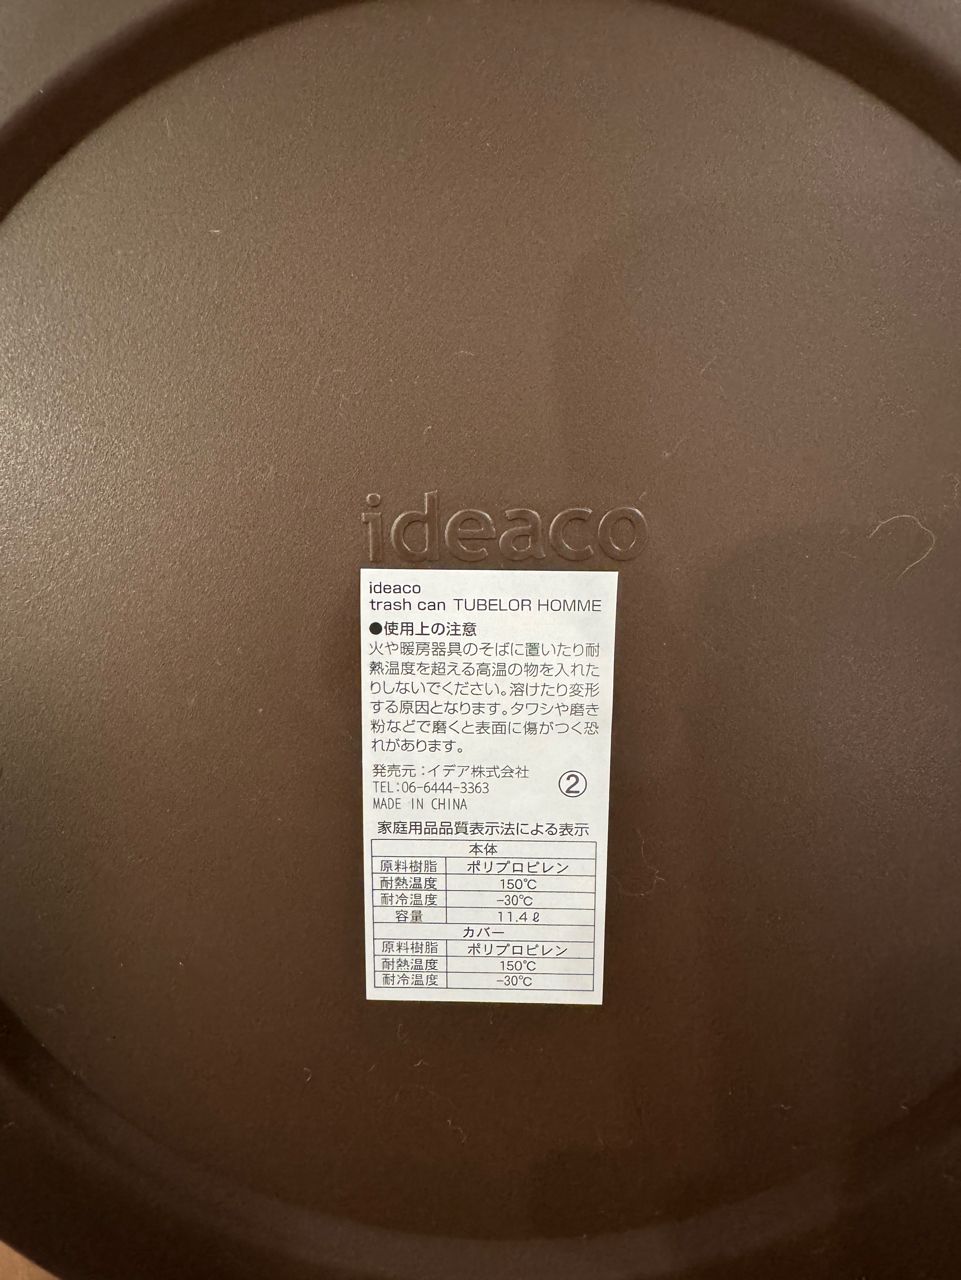 ideaco
ideaco
trash can TUBELOR HOMME
●使用上の注意
火や暖房器具のそばに置いたり耐
熱温度を超える高温の物を入れた
りしないでください。溶けたり変形
する原因となります。タワシや磨き
粉などで磨くと表面に傷がつく恐
れがあります。
発売元：イデア株式会社
TEL：06-6444-3363
②
MADE IN CHINA
家庭用品品質表示法による表示
本体
原料樹脂 ポリプロピレン
耐熱温度 150℃
耐冷温度 -30℃
容量 11.4ℓ
カバー
原料樹脂 ポリプロピレン
耐熱温度 150℃
耐冷温度 -30℃